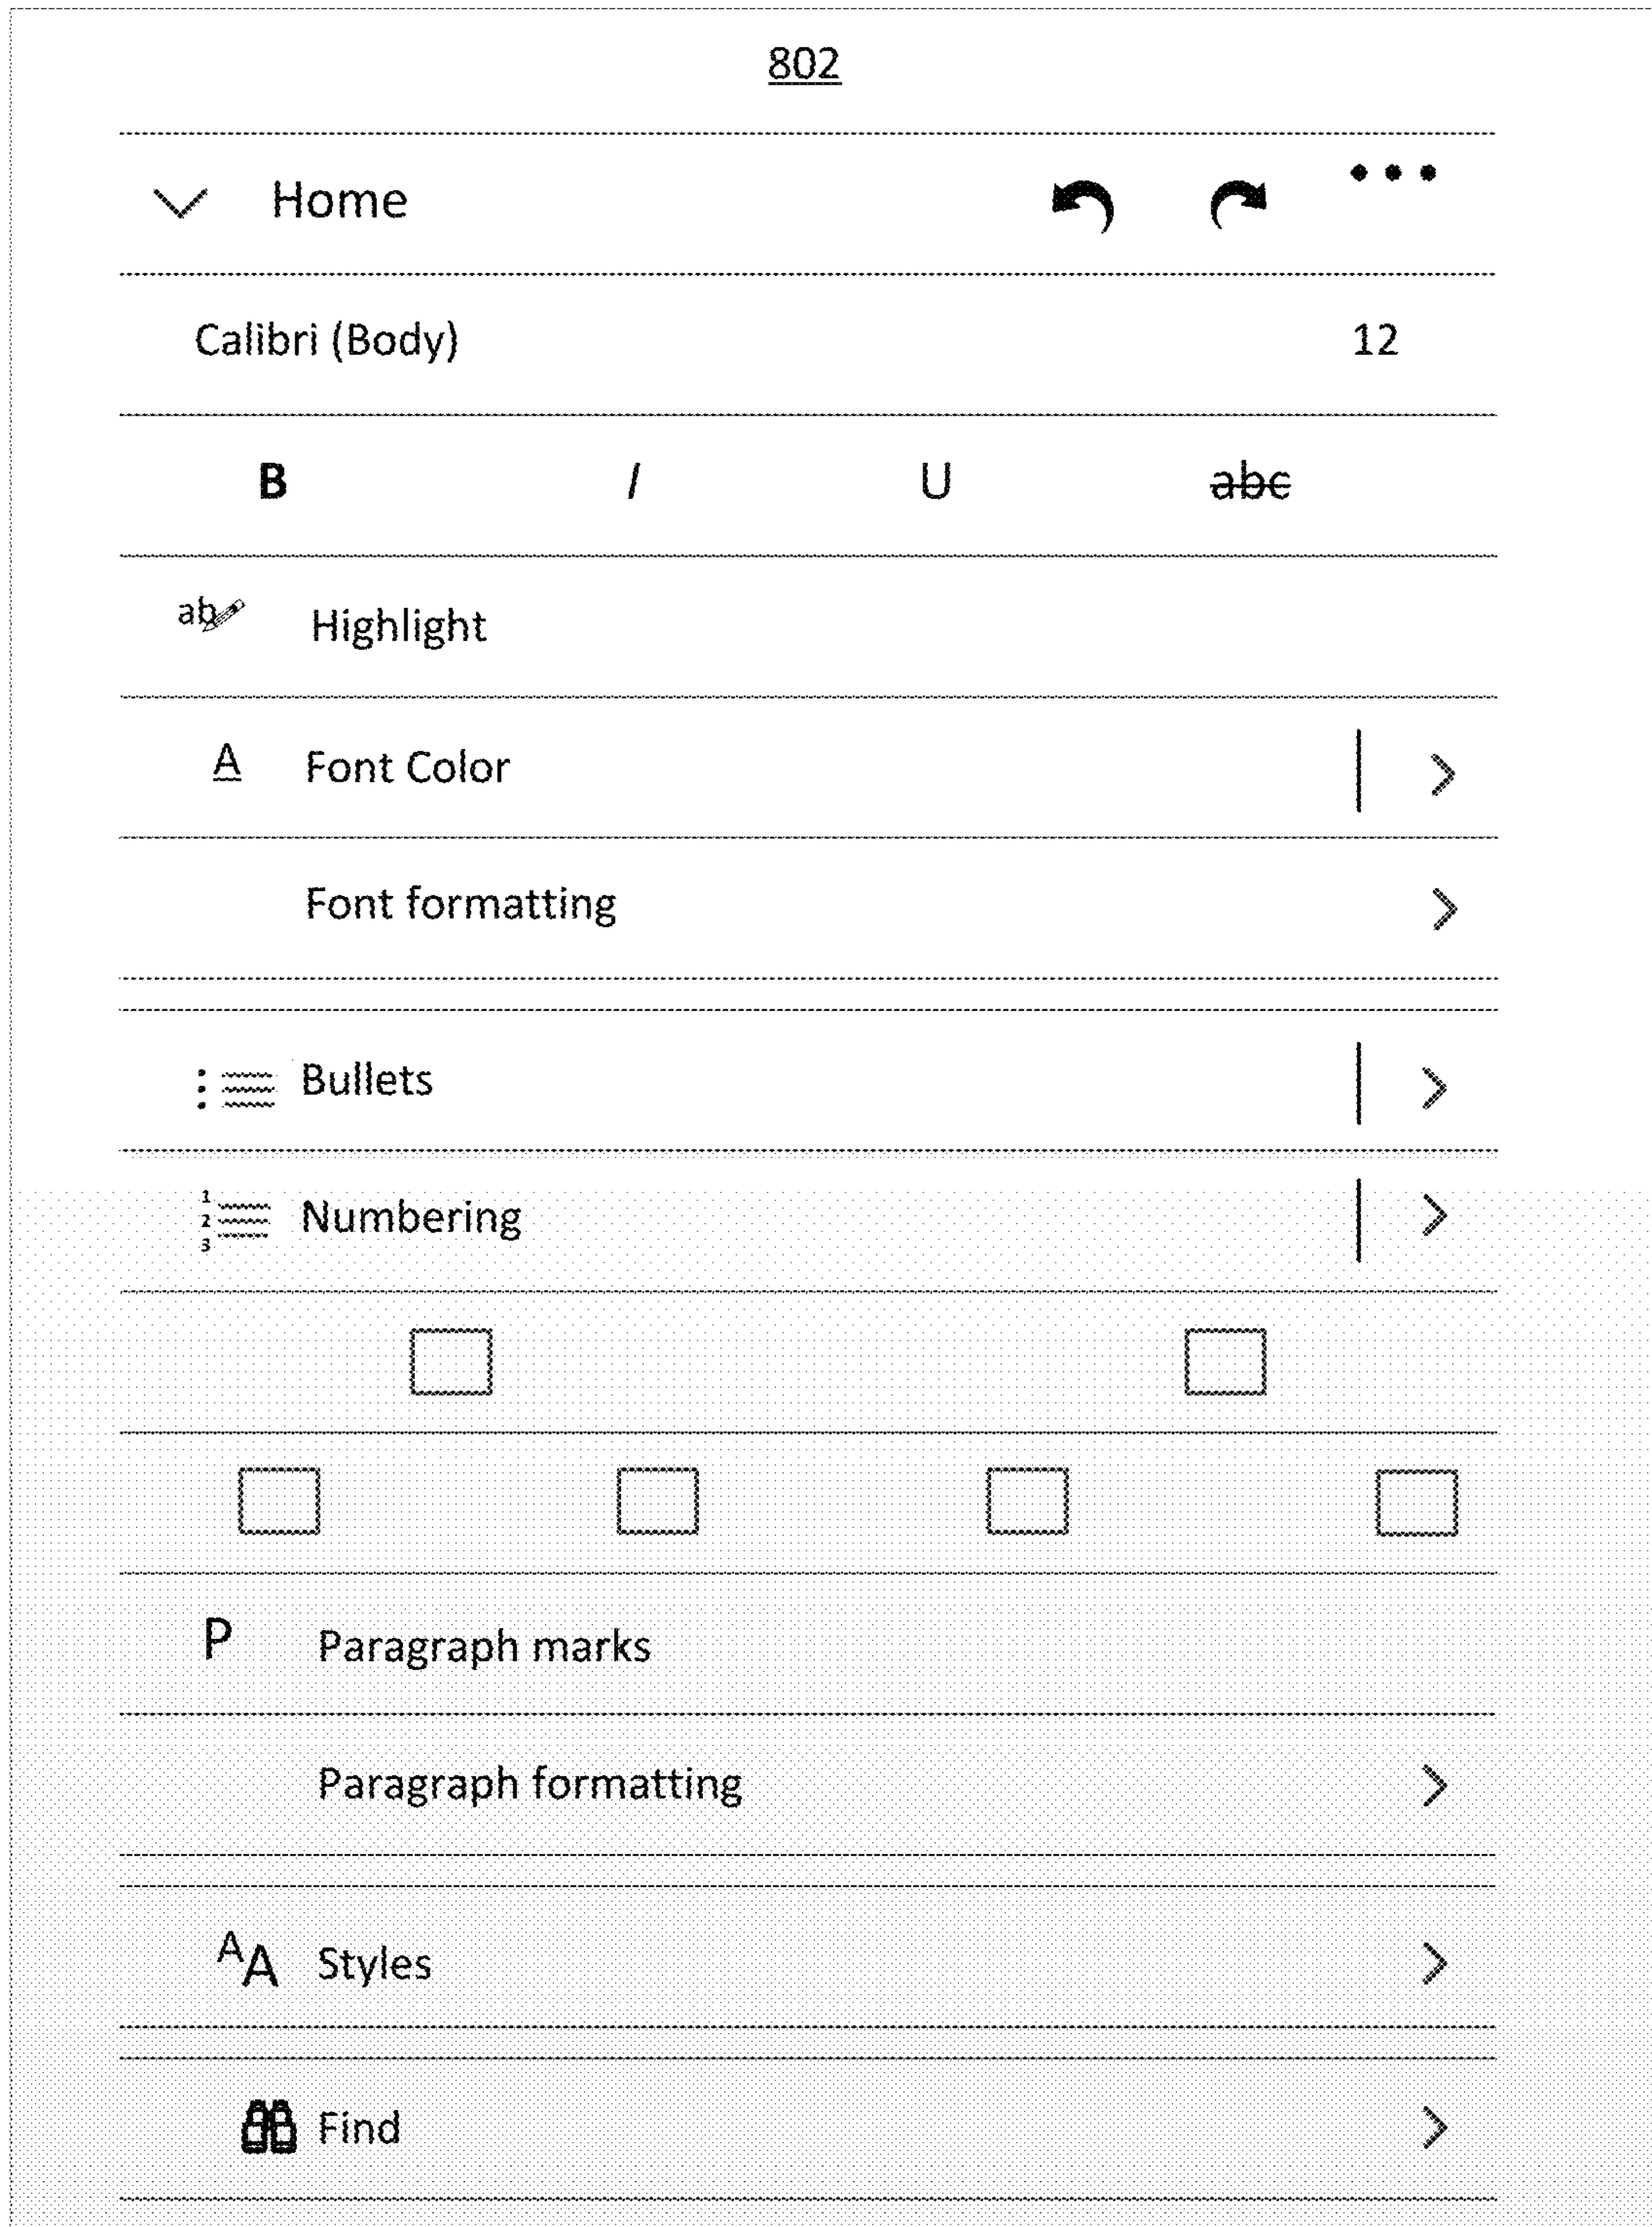 802
Home
Calibri (Body) 12
B I U abc
ab Highlight
A Font Color
Font formatting
Bullets
1
2
3
Numbering
P Paragraph marks
Paragraph formatting
AA Styles
Find